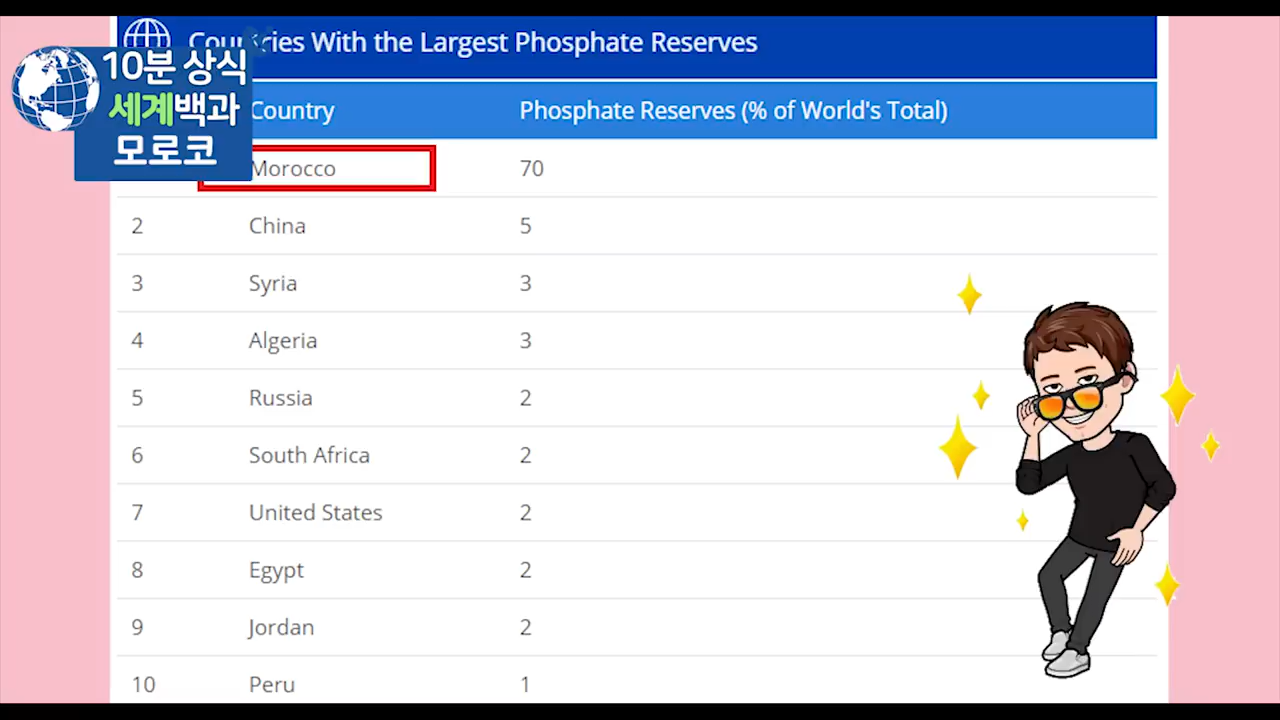 10분 상식
세계백과
모로코
Countries With the Largest Phosphate Reserves
Country Phosphate Reserves (% of World's Total)
Morocco 70
2 China 5
3 Syria 3
4 Algeria 3
5 Russia 2
6 South Africa 2
7 United States 2
8 Egypt 2
9 Jordan 2
10 Peru 1